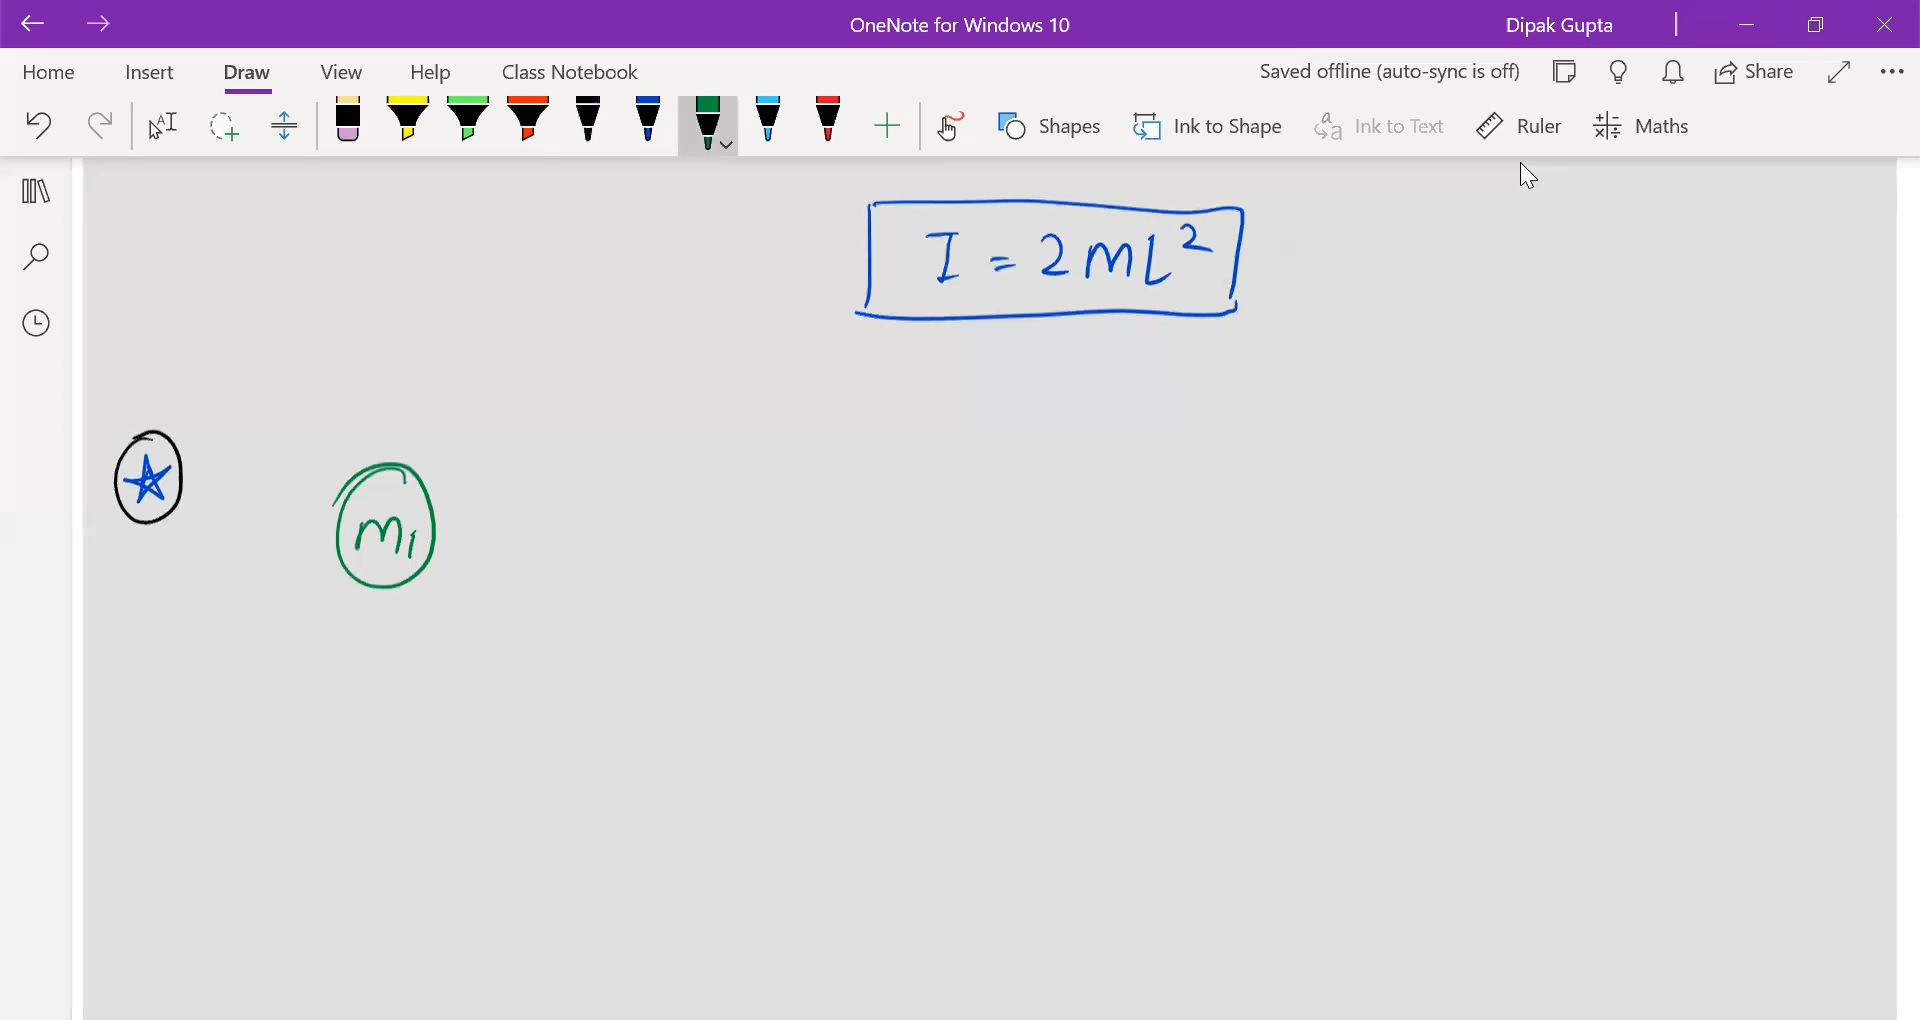 OneNote for Windows 10
Dipak Gupta
Home Insert Draw View Help Class Notebook
Saved offline (auto-sync is off) Share
Shapes Ink to Shape Ink to Text Ruler Maths
I = 2mL²
m₁